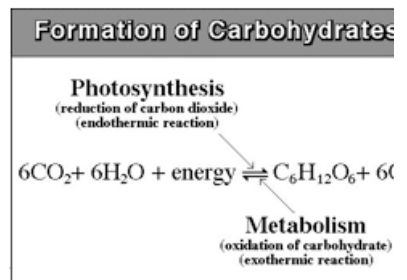 Formation of Carbohydrates
Photosynthesis
(reduction of carbon dioxide)
(endothermic reaction)
6CO₂+ 6H₂O + energy ⇌ C₆H₁₂O₆+ 6
Metabolism
(oxidation of carbohydrate)
(exothermic reaction)